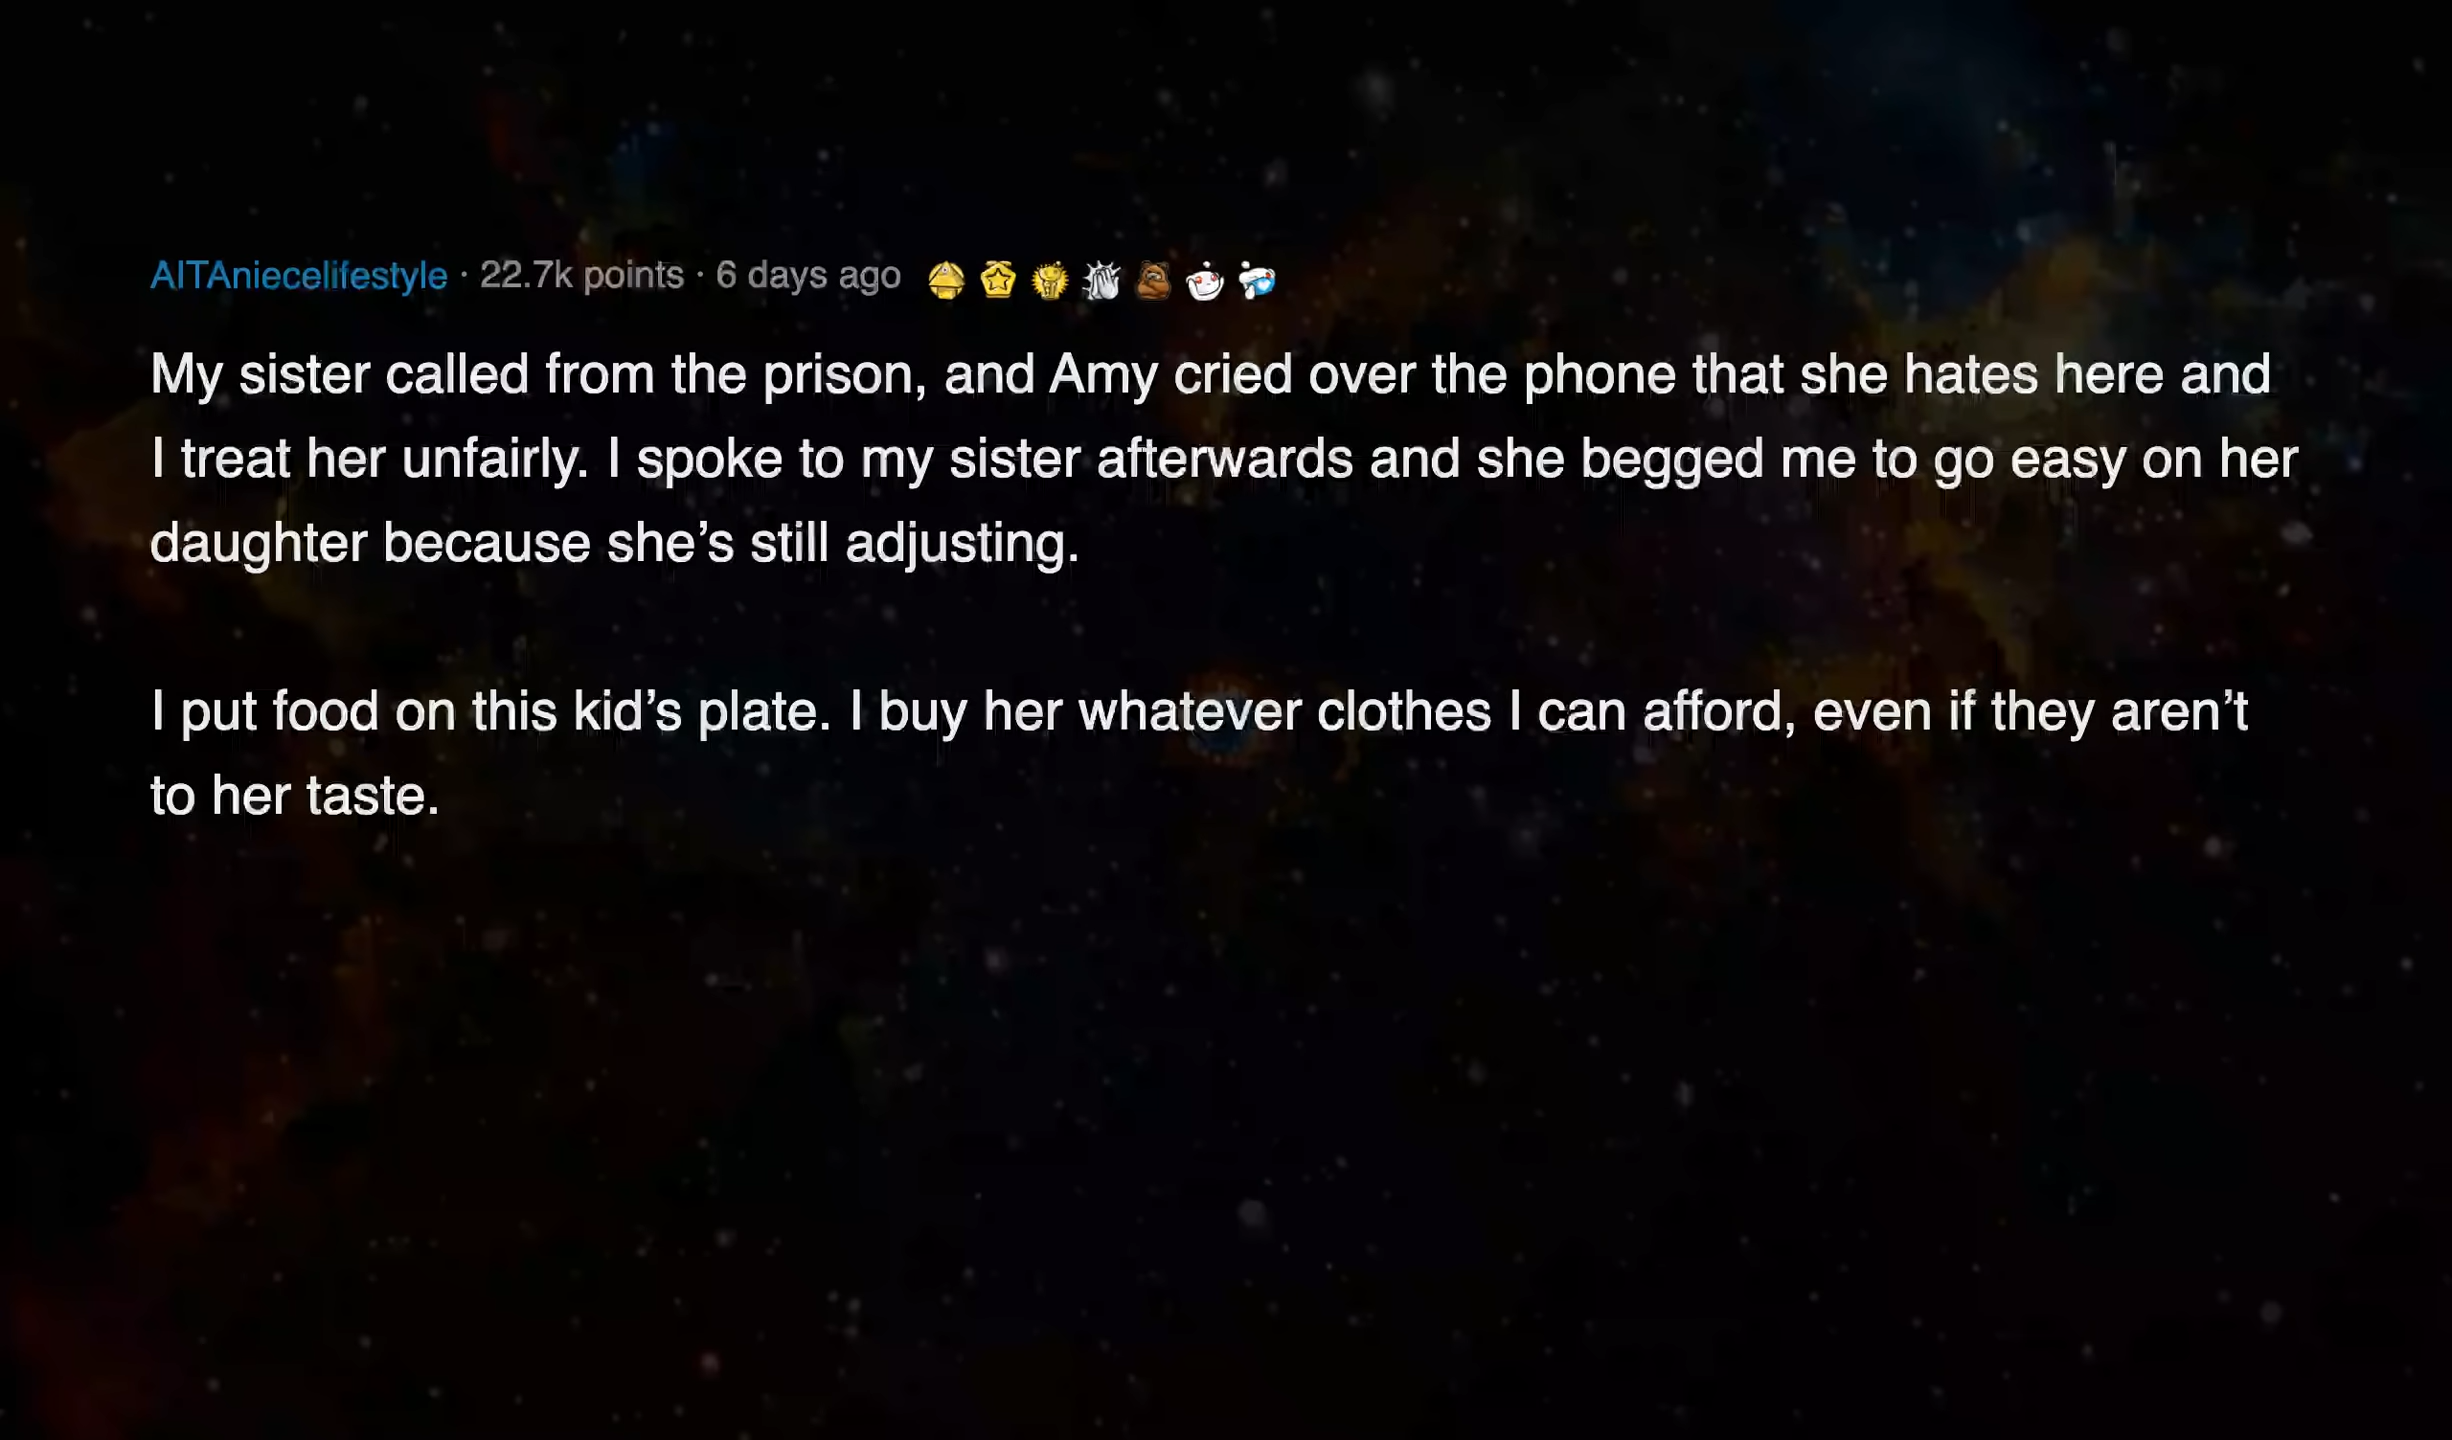 AITAniecelifestyle · 22.7k points · 6 days ago
My sister called from the prison, and Amy cried over the phone that she hates here and
I treat her unfairly. I spoke to my sister afterwards and she begged me to go easy on her
daughter because she’s still adjusting.
I put food on this kid’s plate. I buy her whatever clothes I can afford, even if they aren’t
to her taste.